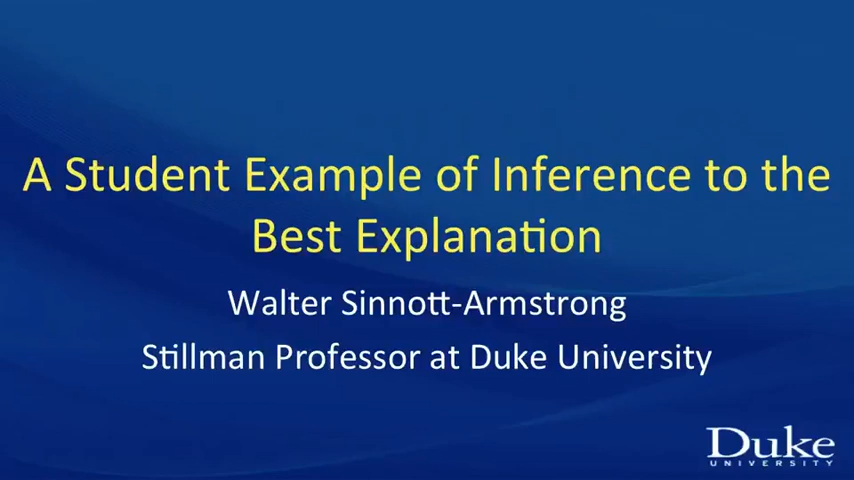 A Student Example of Inference to the
Best Explanation
Walter Sinnott-Armstrong
Stillman Professor at Duke University
Duke
UNIVERSITY